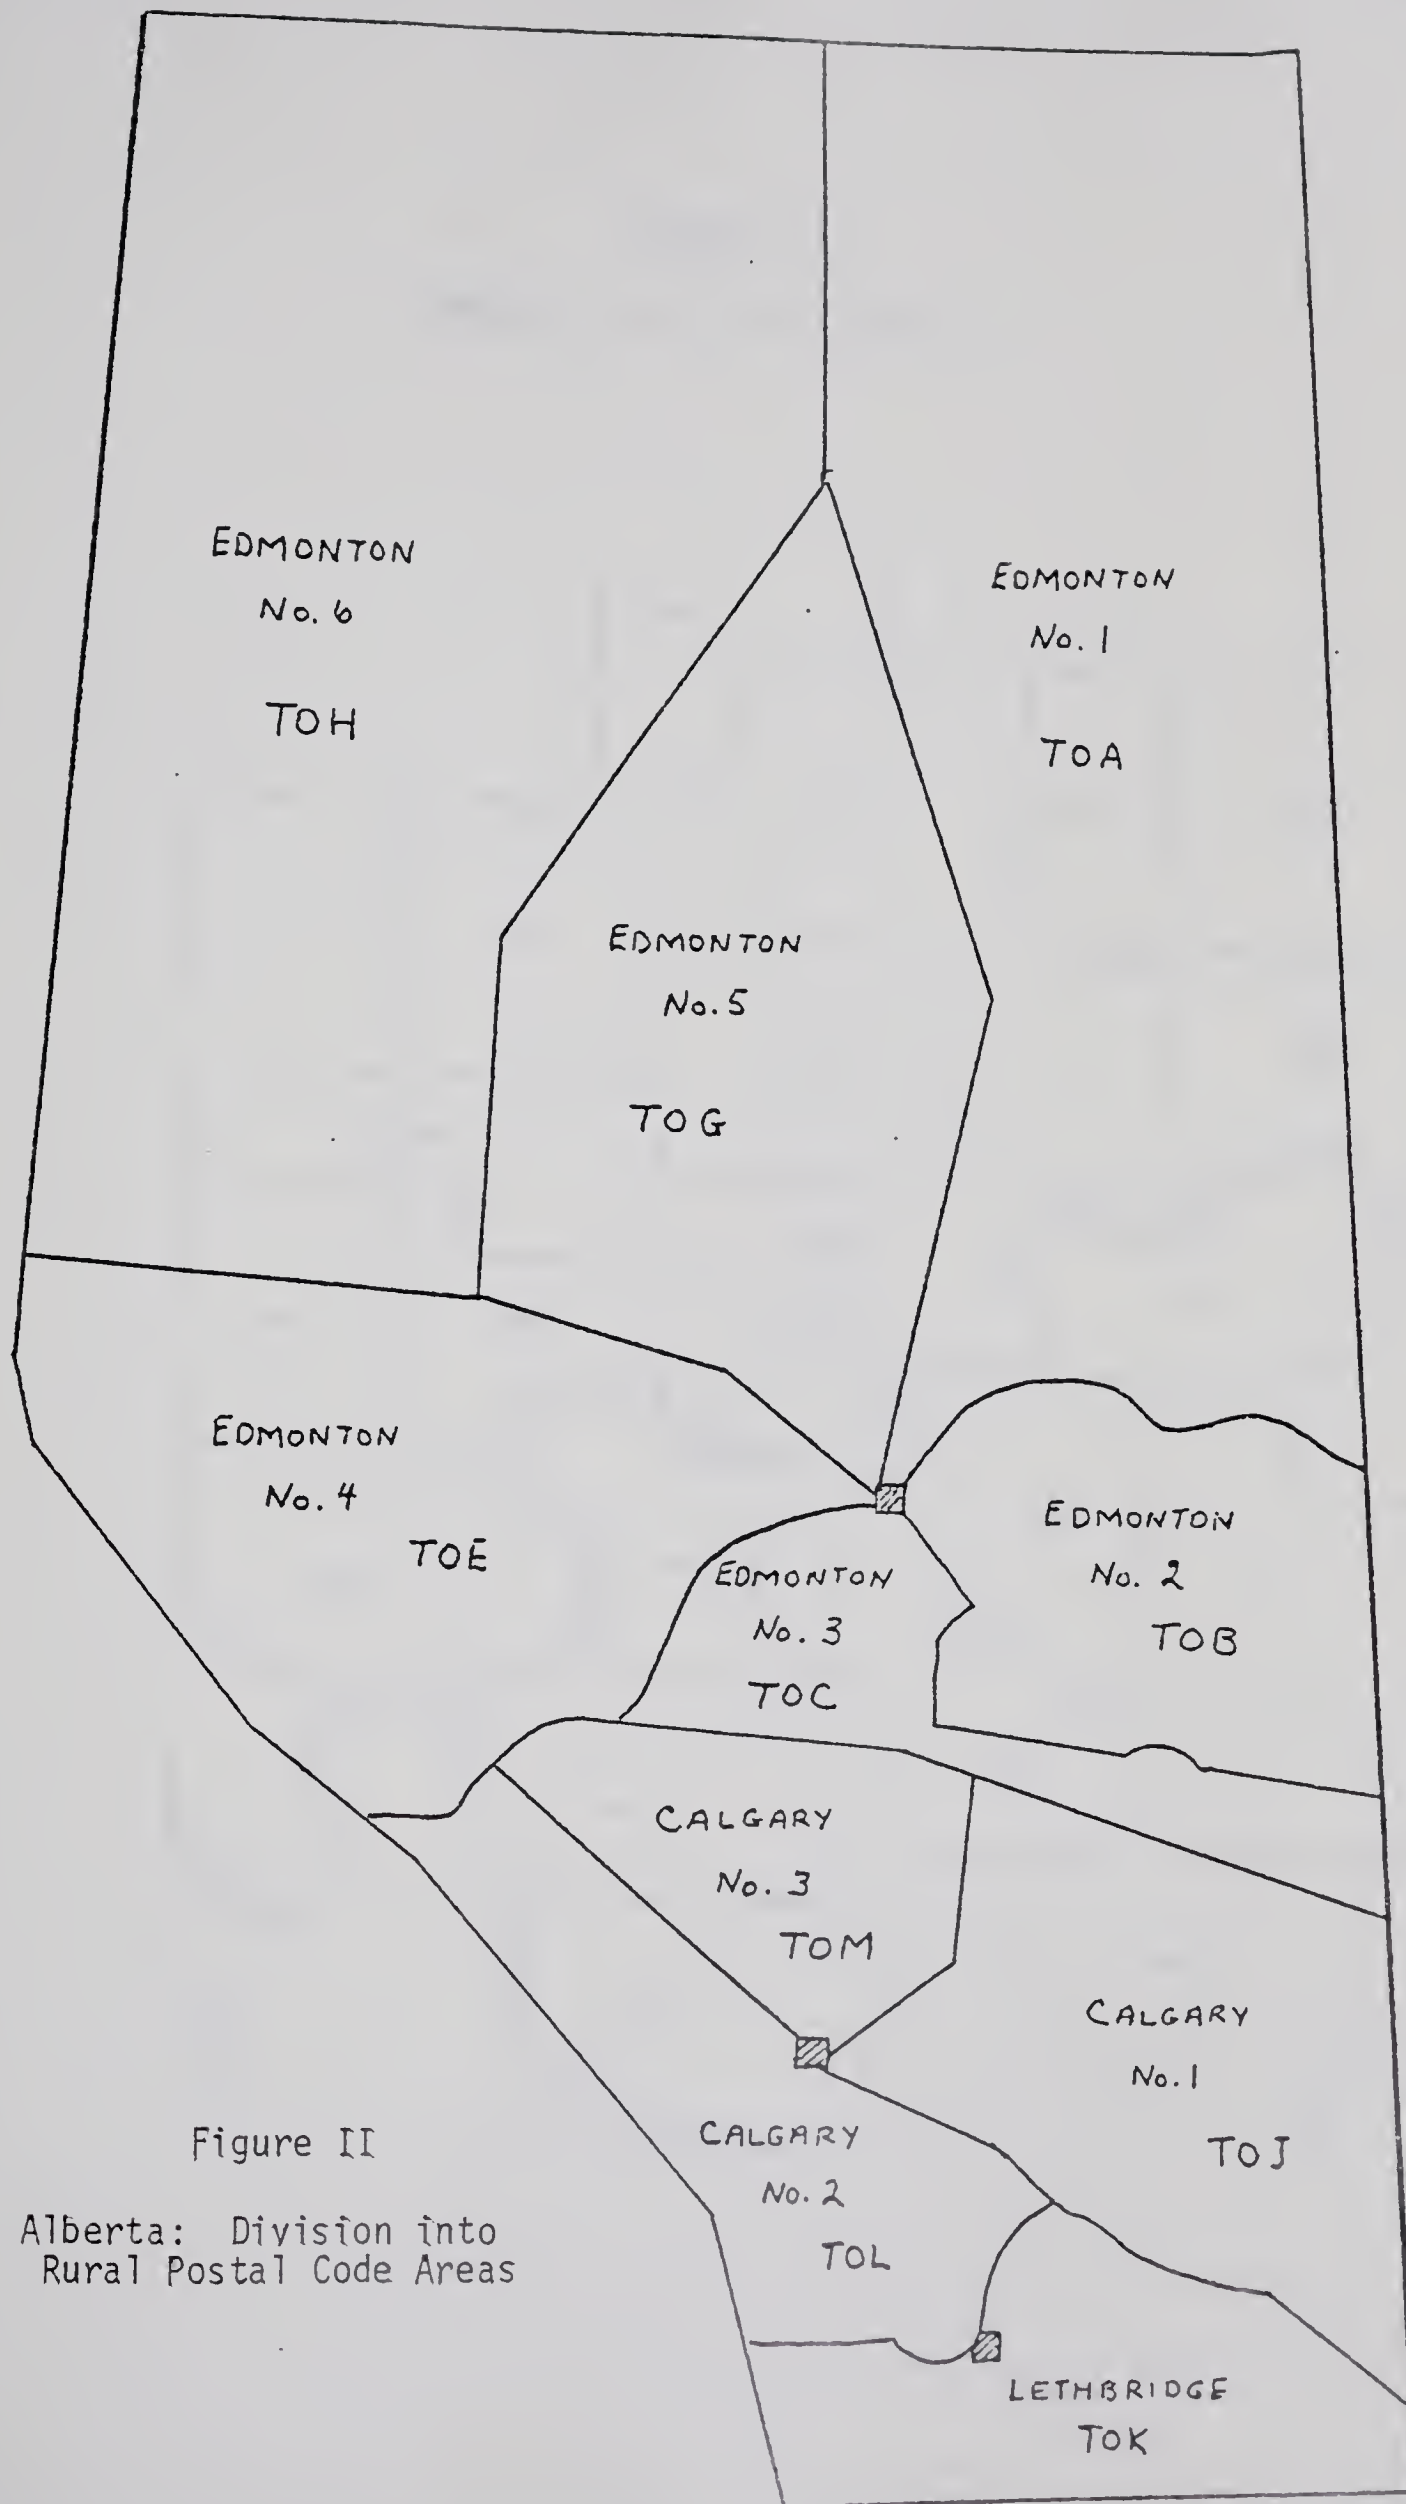 EDMONTON
No. 6
TOH
EDMONTON
No. 1
TOA
EDMONTON
No. 5
TOG
EDMONTON
No. 4
TOE
EDMONTON
No. 3
TOC
EDMONTON
No. 2
TOB
CALGARY
No. 3
TOM
CALGARY
No. 1
TOJ
CALGARY
No. 2
TOL
LETHBRIDGE
TOK
Figure II
Alberta: Division into
Rural Postal Code Areas